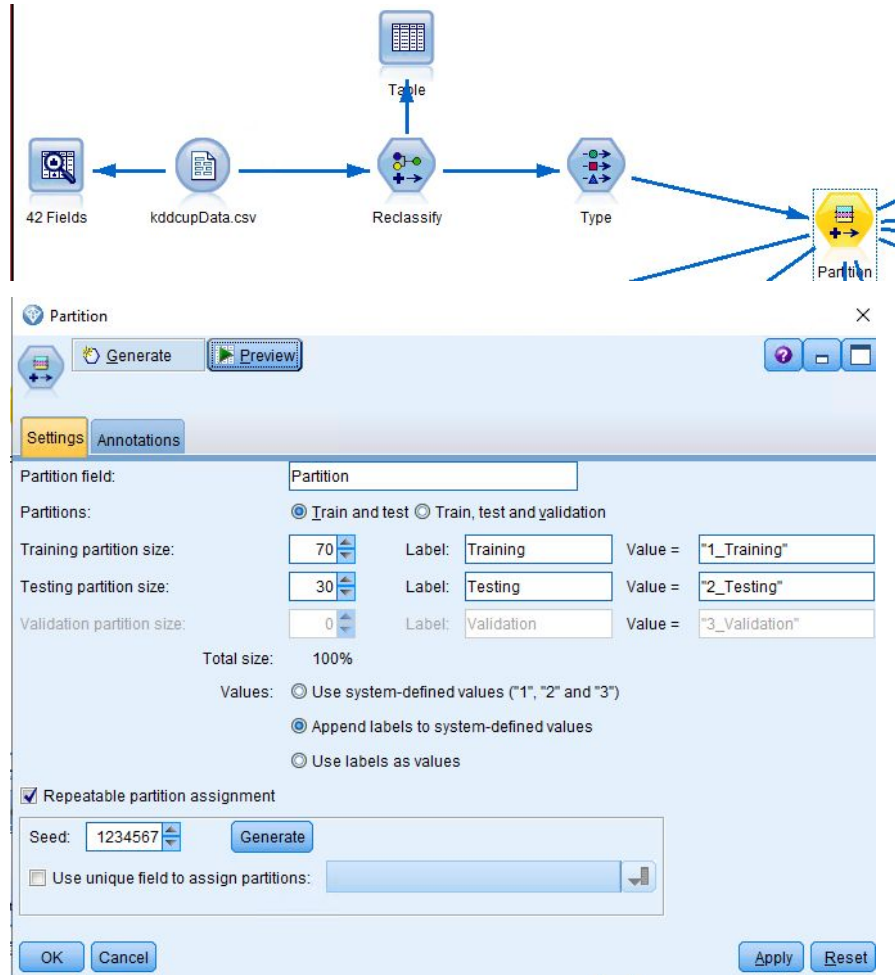 Table
42 Fields
kddcupData.csv
Reclassify
Type
Partition
Partition
Generate
Preview
Settings
Annotations
Partition field:
Partition
Partitions:
Train and test
Train, test and validation
Training partition size:
70
Label:
Training
Value =
"1_Training"
Testing partition size:
30
Label:
Testing
Value =
"2_Testing"
Validation partition size:
0
Label:
Validation
Value =
"3_Validation"
Total size:
100%
Values:
Use system-defined values ("1", "2" and "3")
Append labels to system-defined values
Use labels as values
Repeatable partition assignment
Seed:
1234567
Generate
Use unique field to assign partitions:
OK
Cancel
Apply
Reset